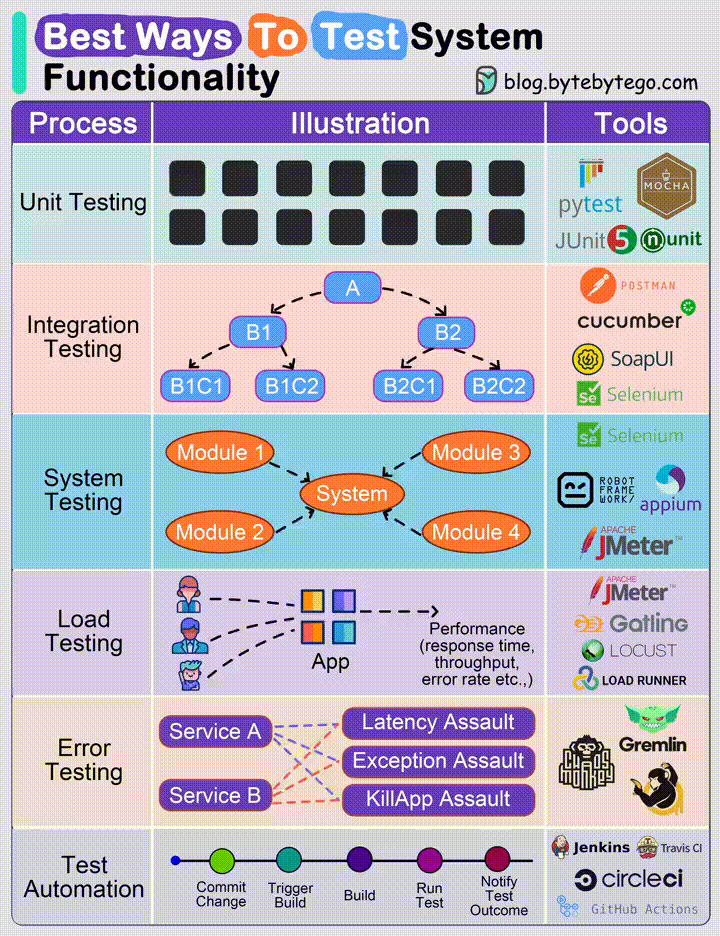 Best Ways To Test System
Functionality
blog.bytebytego.com
Process
Illustration
Tools
Unit Testing
pytest
MOCHA
JUnit 5
nunit
Integration
Testing
A
B1
B2
B1C1
B1C2
B2C1
B2C2
POSTMAN
cucumber
SoapUI
Se Selenium
System
Testing
Module 1
Module 3
System
Module 2
Module 4
Se Selenium
ROBOT
FRAME
WORK/
appium
APACHE
JMeter™
Load
Testing
App
Performance
(response time,
throughput,
error rate etc.,)
APACHE
JMeter™
Gatling
LOCUST
LOAD RUNNER
Error
Testing
Service A
Service B
Latency Assault
Exception Assault
KillApp Assault
Gremlin
chaos
monkey
Test
Automation
Commit
Change
Trigger
Build
Build
Run
Test
Notify
Test
Outcome
Jenkins
Travis CI
circleci
GitHub Actions